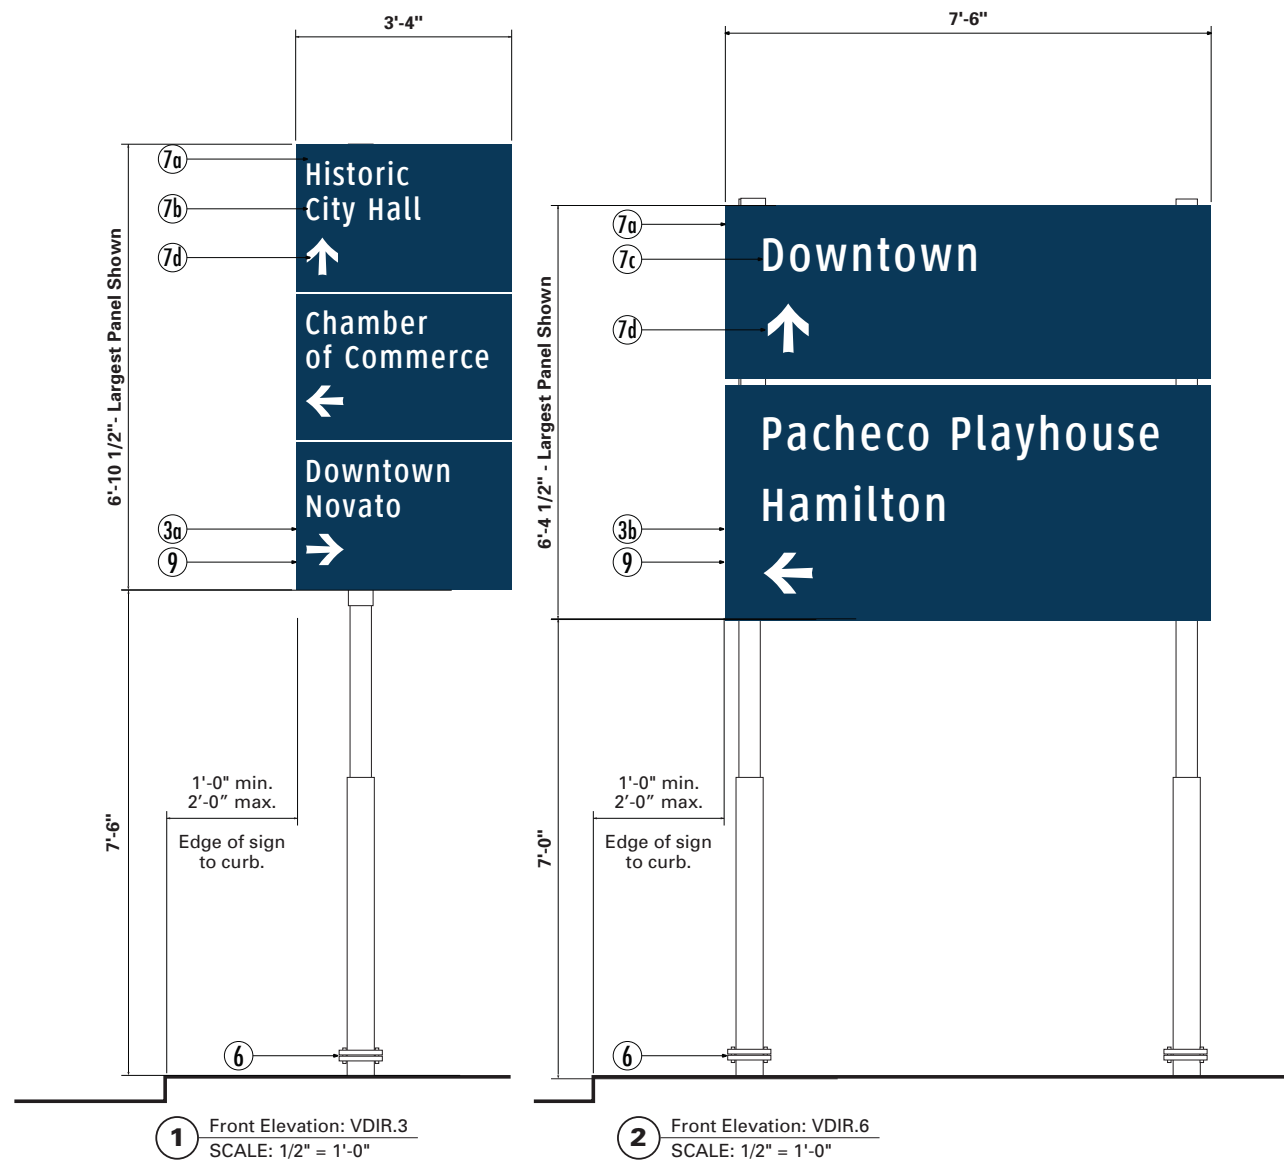 3'-4"
7a
7b
7d
Historic
City Hall
Chamber
of Commerce
Downtown
Novato
6'-10 1/2"- Largest Panel Shown
3a
9
7'-6"
1'-0" min.
2’-0” max.
Edge of sign
to curb.
6
1
Front Elevation: VDIR.3
SCALE: 1/2" = 1'-0"
7'-6"
7a
7c
7d
Downtown
Pacheco Playhouse
Hamilton
6'-4 1/2" - Largest Panel Shown
3b
9
7'-0"
1'-0" min.
2’-0” max.
Edge of sign
to curb.
6
2
Front Elevation: VDIR.6
SCALE: 1/2" = 1'-0"